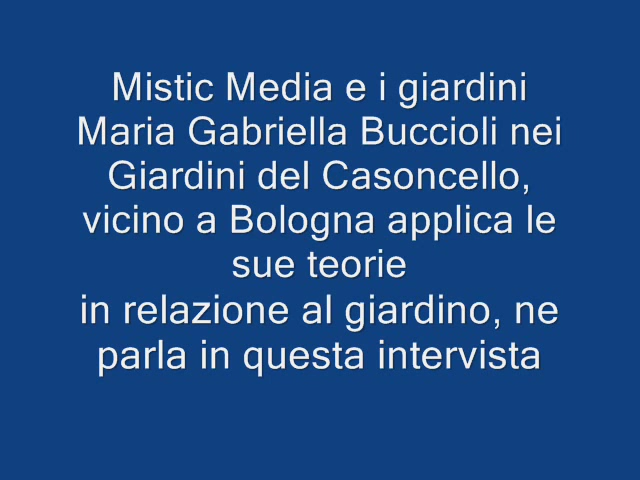 Mistic Media e i giardini
Maria Gabriella Buccioli nei
Giardini del Casoncello,
vicino a Bologna applica le
sue teorie
in relazione al giardino, ne
parla in questa intervista